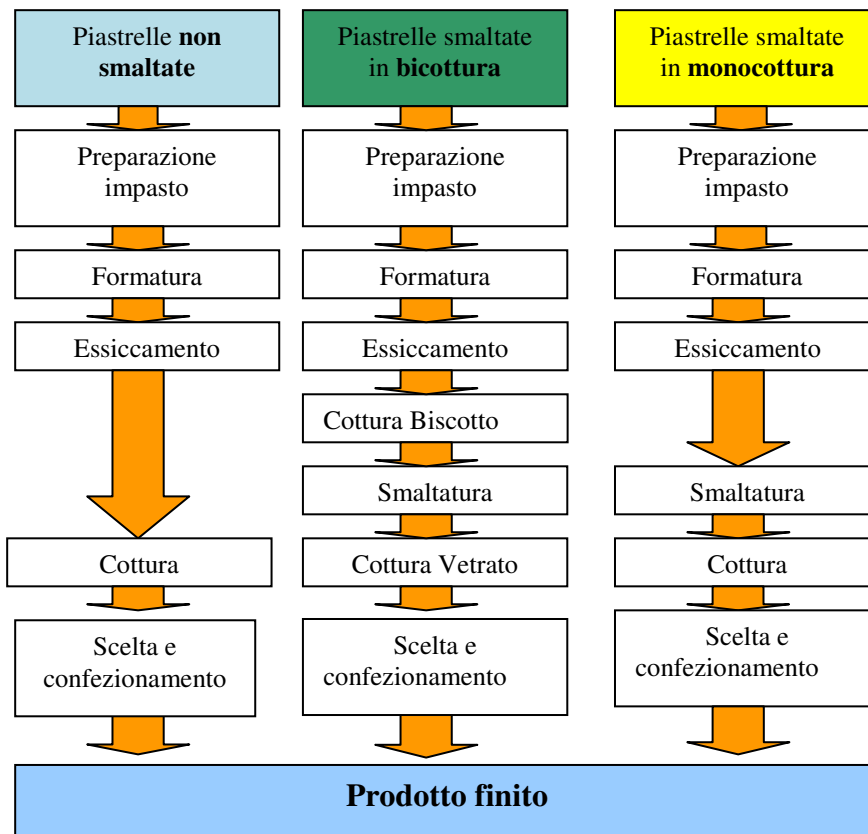 Piastrelle non
smaltate
Preparazione
impasto
Formatura
Essiccamento
Cottura
Scelta e
confezionamento
Piastrelle smaltate
in bicottura
Preparazione
impasto
Formatura
Essiccamento
Cottura Biscotto
Smaltatura
Cottura Vetrato
Scelta e
confezionamento
Piastrelle smaltate
in monocottura
Preparazione
impasto
Formatura
Essiccamento
Smaltatura
Cottura
Scelta e
confezionamento
Prodotto finito